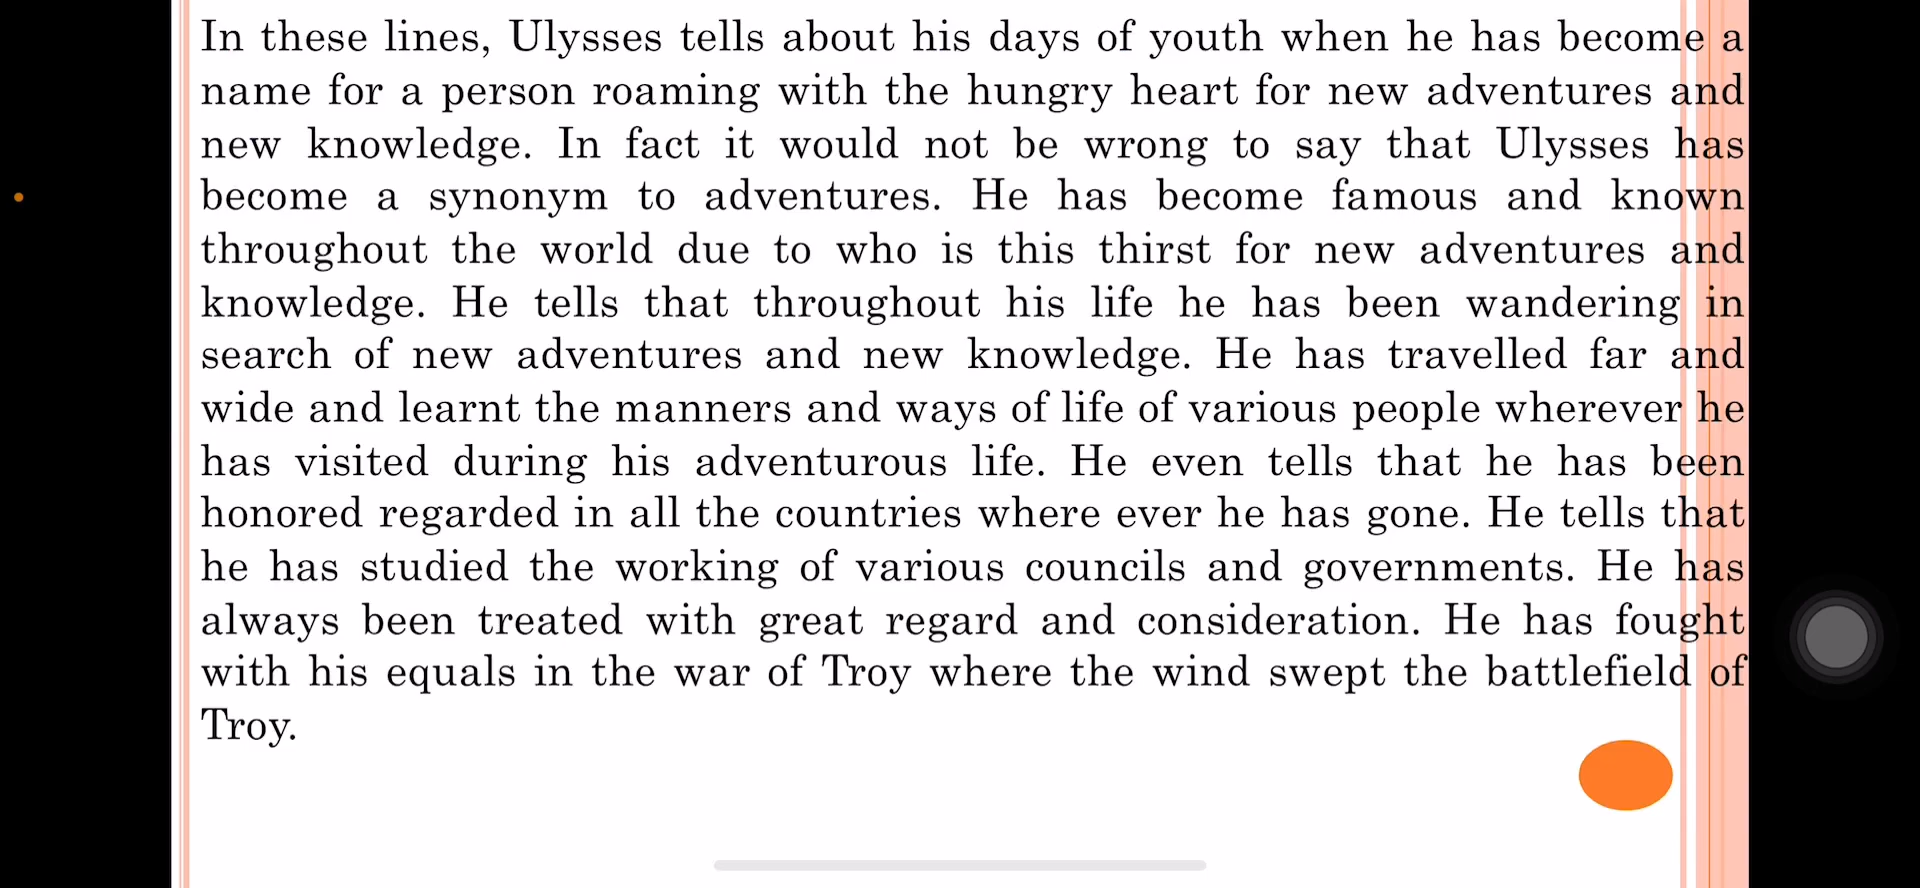 In these lines, Ulysses tells about his days of youth when he has become a
name for a person roaming with the hungry heart for new adventures and
new knowledge. In fact it would not be wrong to say that Ulysses has
become a synonym to adventures. He has become famous and known
throughout the world due to who is this thirst for new adventures and
knowledge. He tells that throughout his life he has been wandering in
search of new adventures and new knowledge. He has travelled far and
wide and learnt the manners and ways of life of various people wherever he
has visited during his adventurous life. He even tells that he has been
honored regarded in all the countries where ever he has gone. He tells that
he has studied the working of various councils and governments. He has
always been treated with great regard and consideration. He has fought
with his equals in the war of Troy where the wind swept the battlefield of
Troy.